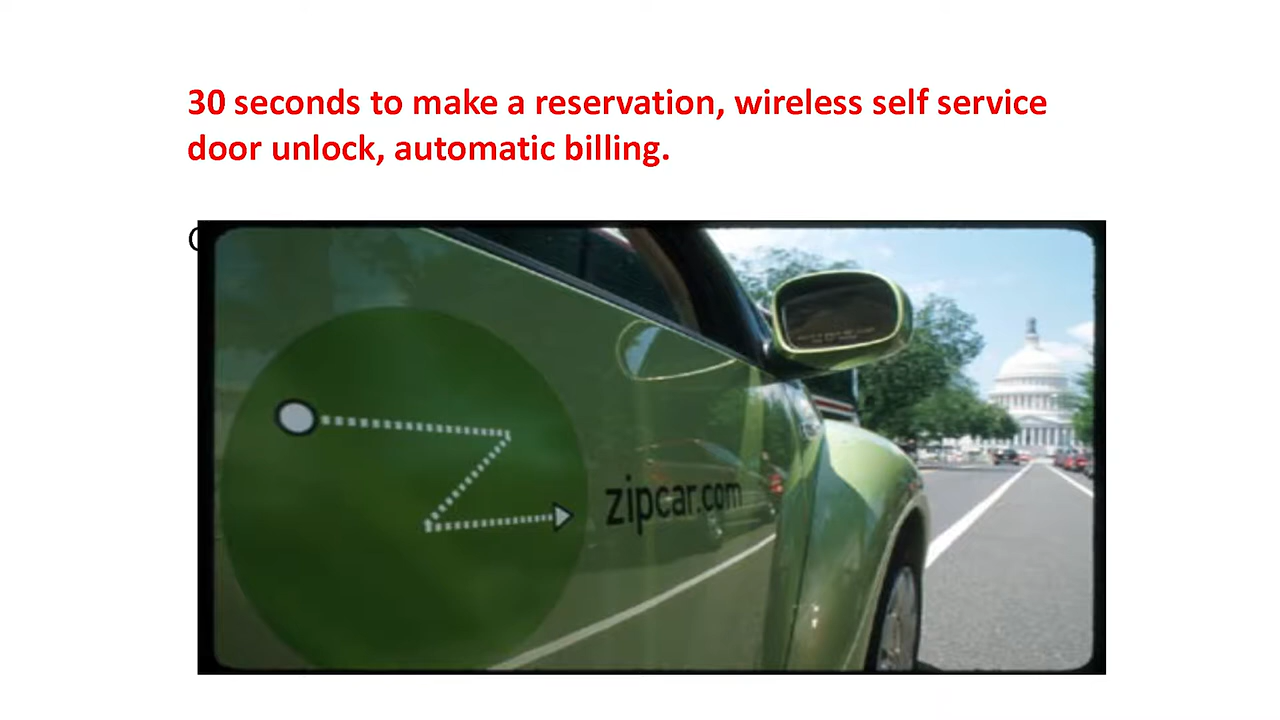 30 seconds to make a reservation, wireless self service
door unlock, automatic billing.
zipcar.com